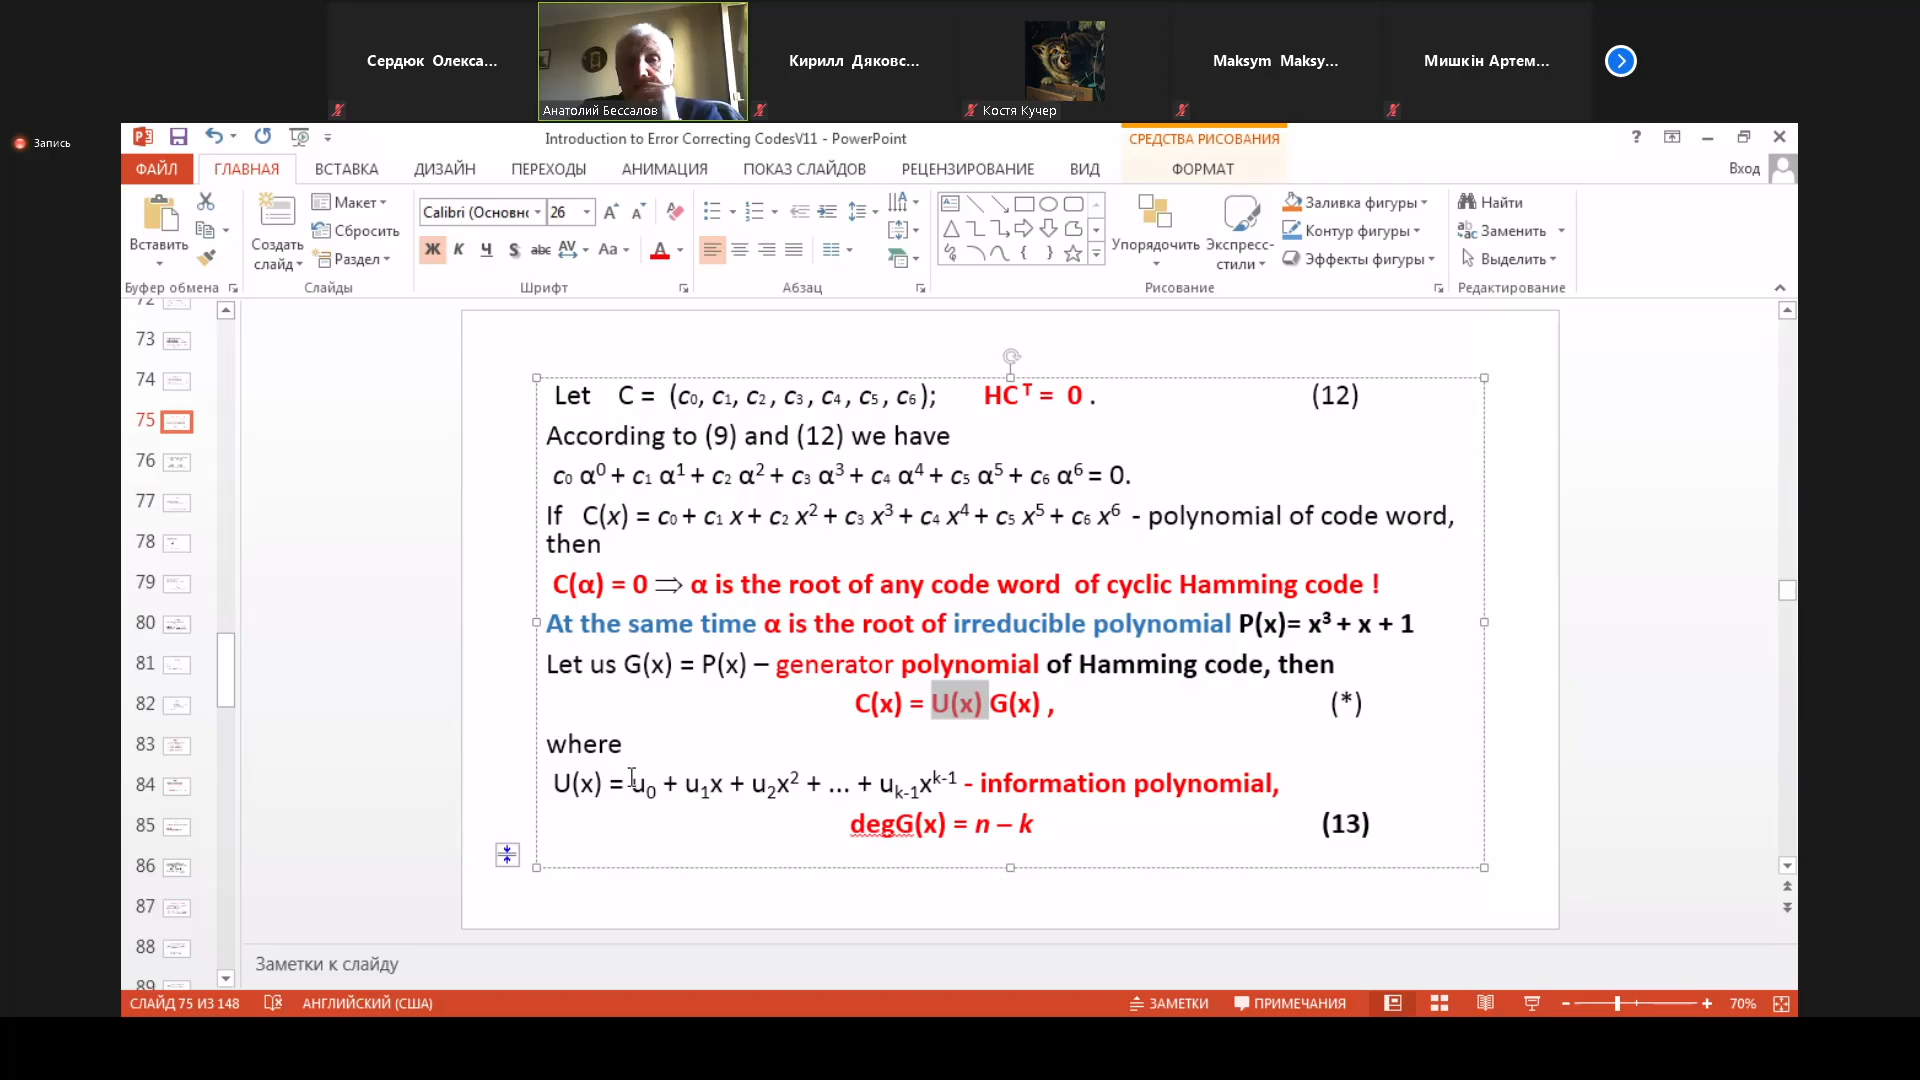 Сердюк Олекса...
Анатолий Бессалов
Кирилл Дяковс...
Костя Кучер
Maksym Maksy...
Мишкін Артем...
Запись
Introduction to Error Correcting CodesV11 - PowerPoint
СРЕДСТВА РИСОВАНИЯ
ФАЙЛ ГЛАВНАЯ ВСТАВКА ДИЗАЙН ПЕРЕХОДЫ АНИМАЦИЯ ПОКАЗ СЛАЙДОВ РЕЦЕНЗИРОВАНИЕ ВИД ФОРМАТ Вход
Вставить
Создать слайд
Макет
Сбросить
Раздел
Calibri (Основно 26
Ж К Ч S abc AV Aa A
Упорядочить
Экспресс-стили
Заливка фигуры
Контур фигуры
Эффекты фигуры
Найти
Заменить
Выделить
Буфер обмена Слайды Шрифт Абзац Рисование Редактирование
72
73
74
75
76
77
78
79
80
81
82
83
84
85
86
87
88
89
Let C = (c₀, c₁, c₂ , c₃ , c₄ , c₅ , c₆ ); HCᵀ = 0 . (12)
According to (9) and (12) we have
c₀ α⁰ + c₁ α¹ + c₂ α² + c₃ α³ + c₄ α⁴ + c₅ α⁵ + c₆ α⁶ = 0.
If C(x) = c₀ + c₁ x + c₂ x² + c₃ x³ + c₄ x⁴ + c₅ x⁵ + c₆ x⁶ - polynomial of code word,
then
C(α) = 0 ⟹ α is the root of any code word of cyclic Hamming code !
At the same time α is the root of irreducible polynomial P(x)= x³ + x + 1
Let us G(x) = P(x) – generator polynomial of Hamming code, then
C(x) = U(x) G(x) , (*)
where
U(x) = u₀ + u₁x + u₂x² + ... + uₖ₋₁xᵏ⁻¹ - information polynomial,
degG(x) = n – k (13)
Заметки к слайду
СЛАЙД 75 ИЗ 148 АНГЛИЙСКИЙ (США) ЗАМЕТКИ ПРИМЕЧАНИЯ 70%